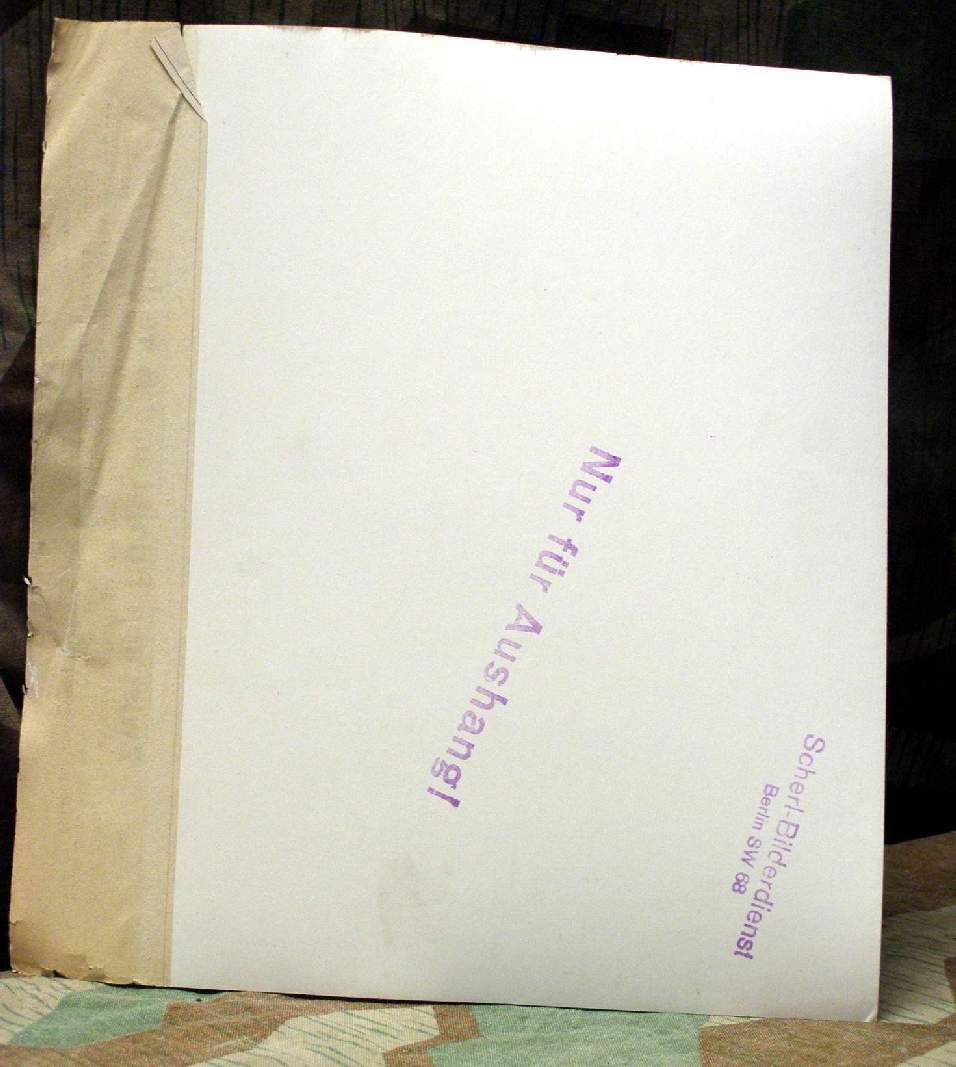 Nur für Aushang!
Scherl-Bilderdienst
Berlin SW 68